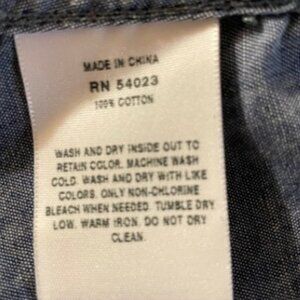 MADE IN CHINA
RN 54023
100% COTTON
WASH AND DRY INSIDE OUT TO
RETAIN COLOR. MACHINE WASH
COLD. WASH AND DRY WITH LIKE
COLORS. ONLY NON-CHLORINE
BLEACH WHEN NEEDED. TUMBLE DRY
LOW. WARM IRON. DO NOT DRY
CLEAN.